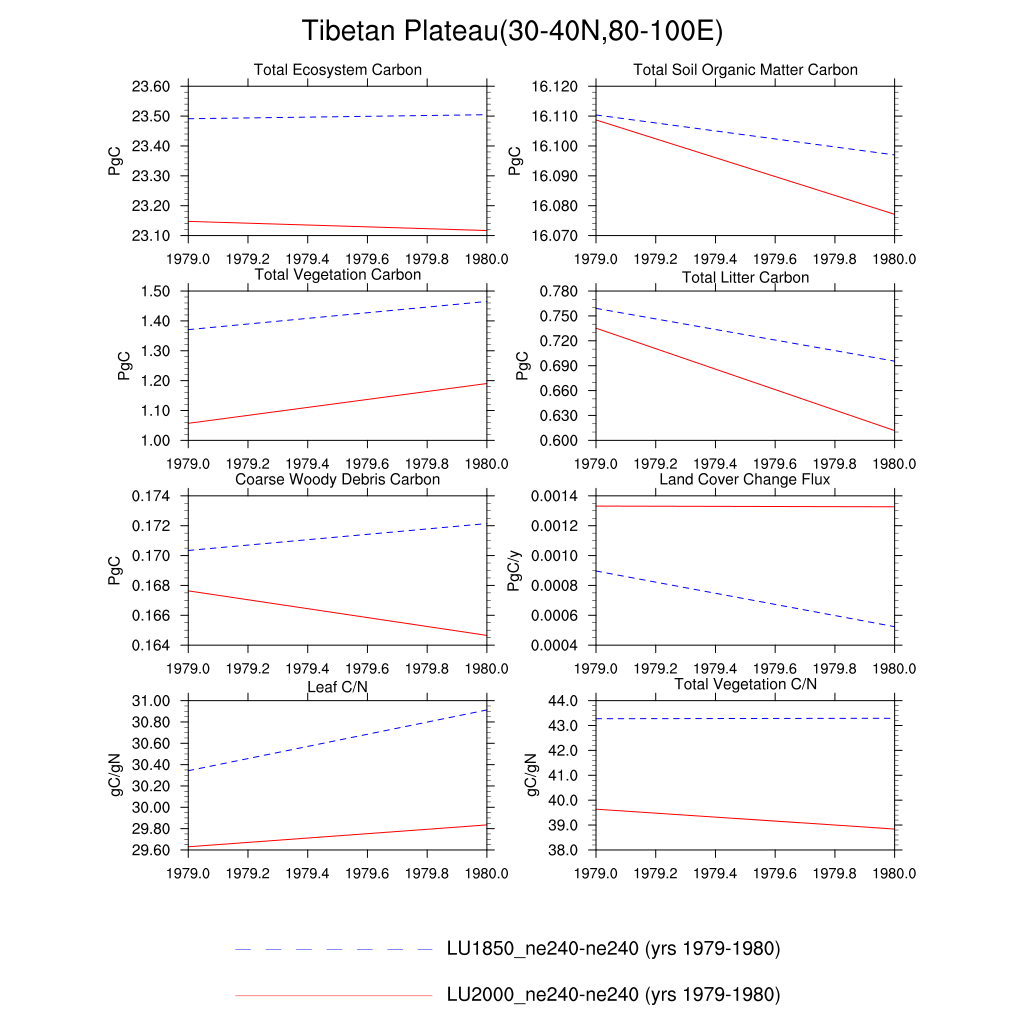 Tibetan Plateau(30-40N,80-100E)
Total Ecosystem Carbon
23.60
23.50
23.40
23.30
23.20
23.10
PgC
1979.0 1979.2 1979.4 1979.6 1979.8 1980.0
Total Soil Organic Matter Carbon
16.120
16.110
16.100
16.090
16.080
16.070
PgC
1979.0 1979.2 1979.4 1979.6 1979.8 1980.0
Total Vegetation Carbon
1.50
1.40
1.30
1.20
1.10
1.00
PgC
1979.0 1979.2 1979.4 1979.6 1979.8 1980.0
Total Litter Carbon
0.780
0.750
0.720
0.690
0.660
0.630
0.600
PgC
1979.0 1979.2 1979.4 1979.6 1979.8 1980.0
Coarse Woody Debris Carbon
0.174
0.172
0.170
0.168
0.166
0.164
PgC
1979.0 1979.2 1979.4 1979.6 1979.8 1980.0
Land Cover Change Flux
0.0014
0.0012
0.0010
0.0008
0.0006
0.0004
PgC/y
1979.0 1979.2 1979.4 1979.6 1979.8 1980.0
Leaf C/N
31.00
30.80
30.60
30.40
30.20
30.00
29.80
29.60
gC/gN
1979.0 1979.2 1979.4 1979.6 1979.8 1980.0
Total Vegetation C/N
44.0
43.0
42.0
41.0
40.0
39.0
38.0
gC/gN
1979.0 1979.2 1979.4 1979.6 1979.8 1980.0
LU1850_ne240-ne240 (yrs 1979-1980)
LU2000_ne240-ne240 (yrs 1979-1980)